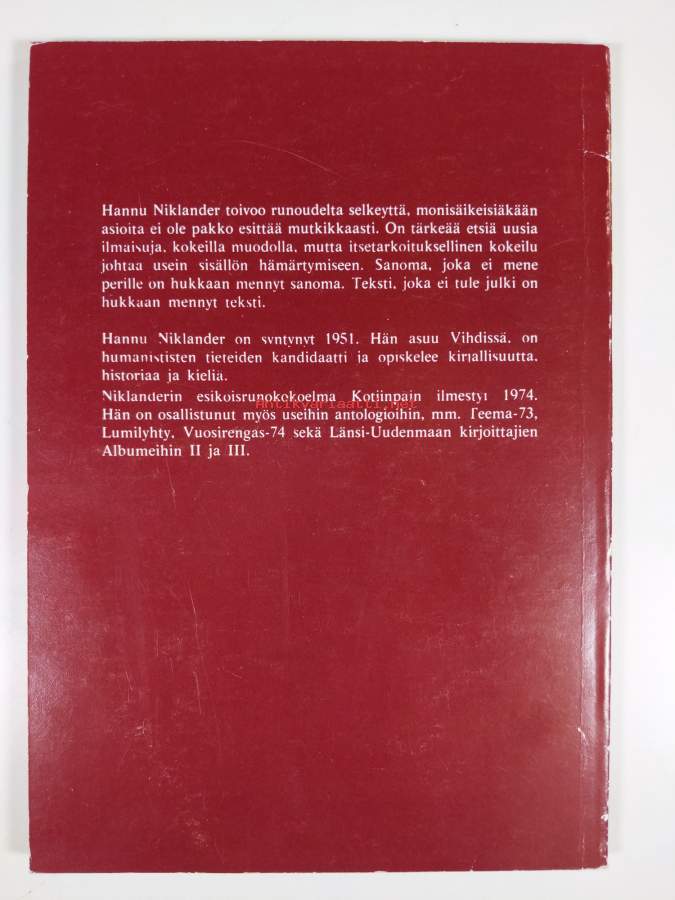 Hannu Niklander toivoo runoudelta selkeyttä, monisäikeisiäkään
asioita ei ole pakko esittää mutkikkaasti. On tärkeää etsiä uusia
ilmaisuja, kokeilla muodolla, mutta itsetarkoituksellinen kokeilu
johtaa usein sisällön hämärtymiseen. Sanoma, joka ei mene
perille on hukkaan mennyt sanoma. Teksti, joka ei tule julki on
hukkaan mennyt teksti.
Hannu Niklander on syntynyt 1951. Hän asuu Vihdissä, on
humanististen tieteiden kandidaatti ja opiskelee kirjallisuutta,
historiaa ja kieliä.
Niklanderin esikoisrunokokoelma Kotiinpäin ilmestyi 1974.
Antikvariaatti.net
Hän on osallistunut myös useihin antologioihin, mm. Teema-73,
Lumilyhty, Vuosirengas-74 sekä Länsi-Uudenmaan kirjoittajien
Albumeihin II ja III.